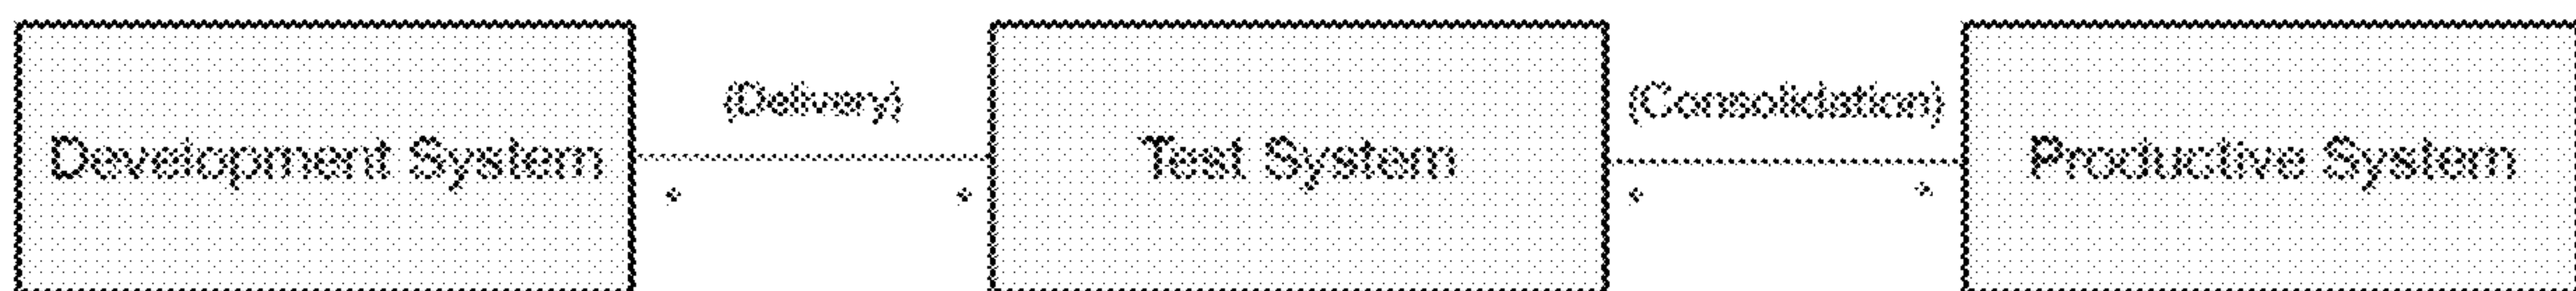 (Delivery)
(Consolidation)
Development System
Test System
Productive System
* *
* *